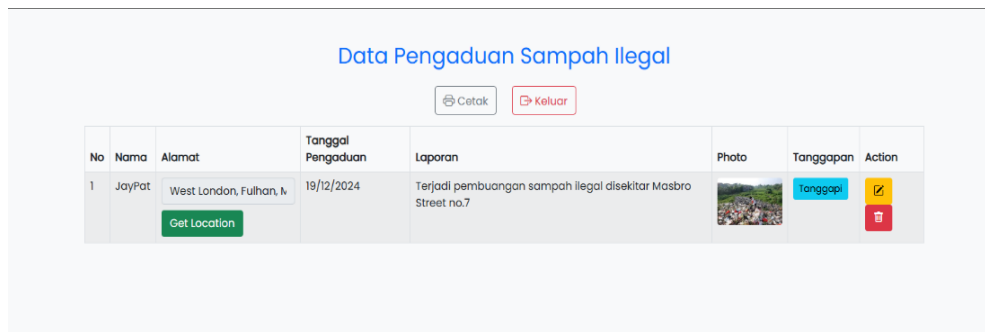 Data Pengaduan Sampah Ilegal
Cetak
Keluar
No Nama Alamat Tanggal Pengaduan Laporan Photo Tanggapan Action
1 JayPat West London, Fulhan, 19/12/2024 Terjadi pembuangan sampah ilegal disekitar Masbro Street no.7 Tanggapi
Get Location